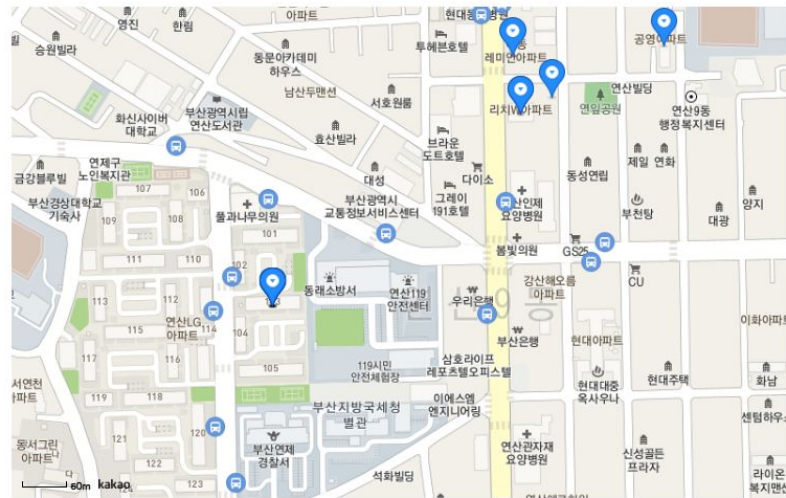 영진
한림
승원빌라
동문아카데미
하우스
아파트
투헤븐호텔
레미안아파트
공영아파트
남산두맨션
서호원룸
리치W아파트
연산빌딩
연일공원
연산9동
행정복지센터
화신사이버
대학교
부산광역시립
연산도서관
효산빌라
브라운
도트호텔
다이소
제일
연화
연제구
노인복지관
금강블루빌
대성
그레이
191호텔
동성연립
부산경상대학교
기숙사
107
106
109
108
풀과나무의원
부산광역시
교통정보서비스센터
요양병원
부천탕
대광
양지
101
111
110
102
봄빛의원
GS25
113
112
동래소방서
연산119
안전센터
우리은행
강산해오름
아파트
CU
연산LG
아파트
114
104
115
부산은행
현대아파트
이화아파트
117
116
105
119시민
안전체험장
삼호라이프
레포츠텔오피스텔
현대대중
옥사우나
현대주택
화남
서연천
아파트
119
118
부산지방국세청
별관
이에스엠
엔지니어링
센텀하우스
동서그린
아파트
121
120
122
123
124
부산연제
경찰서
석화빌딩
연산관자재
요양병원
신성골든
프라자
라이온
복지맨션
60m kakao